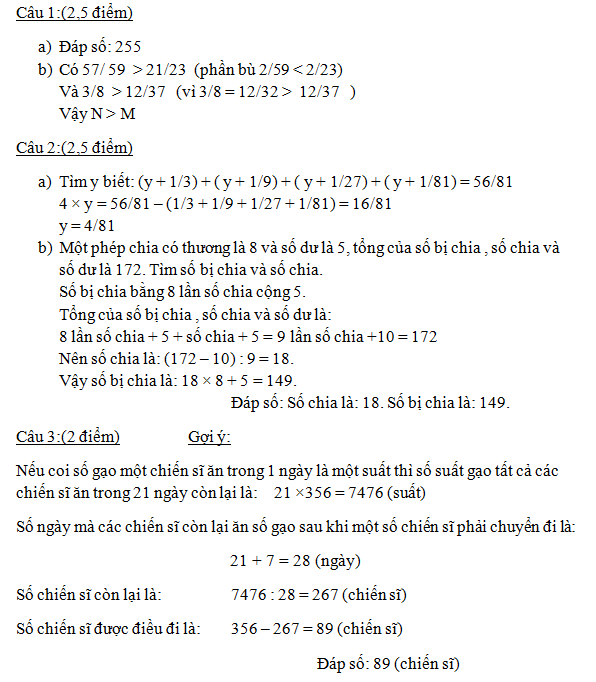 Câu 1:(2,5 điểm)
a) Đáp số: 255
b) Có 57/ 59 > 21/23 (phần bù 2/59 < 2/23)
Và 3/8 > 12/37 (vì 3/8 = 12/32 > 12/37 )
Vậy N > M
Câu 2:(2,5 điểm)
a) Tìm y biết: (y + 1/3) + ( y + 1/9) + ( y + 1/27) + ( y + 1/81) = 56/81
4 × y = 56/81 – (1/3 + 1/9 + 1/27 + 1/81) = 16/81
y = 4/81
b) Một phép chia có thương là 8 và số dư là 5, tổng của số bị chia , số chia và
số dư là 172. Tìm số bị chia và số chia.
Số bị chia bằng 8 lần số chia cộng 5.
Tổng của số bị chia , số chia và số dư là:
8 lần số chia + 5 + số chia + 5 = 9 lần số chia +10 = 172
Nên số chia là: (172 – 10) : 9 = 18.
Vậy số bị chia là: 18 × 8 + 5 = 149.
Đáp số: Số chia là: 18. Số bị chia là: 149.
Câu 3:(2 điểm) Gợi ý:
Nếu coi số gạo một chiến sĩ ăn trong 1 ngày là một suất thì số suất gạo tất cả các
chiến sĩ ăn trong 21 ngày còn lại là: 21 ×356 = 7476 (suất)
Số ngày mà các chiến sĩ còn lại ăn số gạo sau khi một số chiến sĩ phải chuyển đi là:
21 + 7 = 28 (ngày)
Số chiến sĩ còn lại là: 7476 : 28 = 267 (chiến sĩ)
Số chiến sĩ được điều đi là: 356 – 267 = 89 (chiến sĩ)
Đáp số: 89 (chiến sĩ)